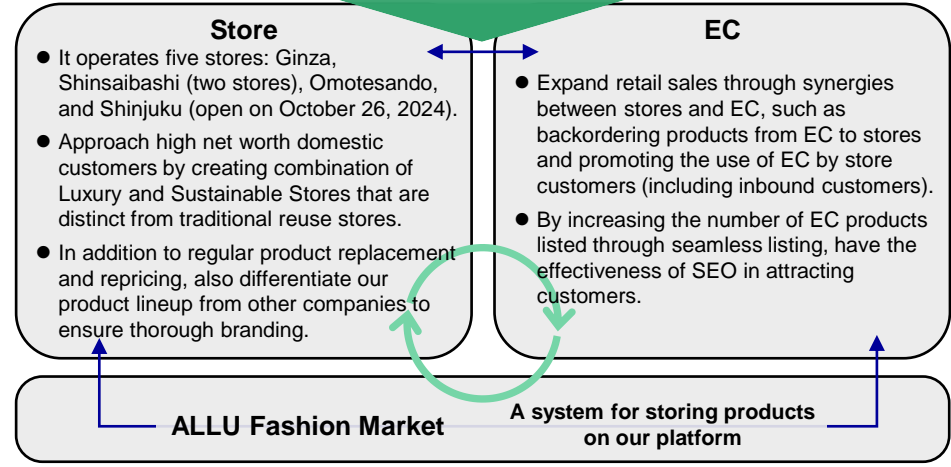 Store
● It operates five stores: Ginza,
Shinsaibashi (two stores), Omotesando,
and Shinjuku (open on October 26, 2024).
● Approach high net worth domestic
customers by creating combination of
Luxury and Sustainable Stores that are
distinct from traditional reuse stores.
● In addition to regular product replacement
and repricing, also differentiate our
product lineup from other companies to
ensure thorough branding.
EC
● Expand retail sales through synergies
between stores and EC, such as
backordering products from EC to stores
and promoting the use of EC by store
customers (including inbound customers).
● By increasing the number of EC products
listed through seamless listing, have the
effectiveness of SEO in attracting
customers.
ALLU Fashion Market
A system for storing products
on our platform